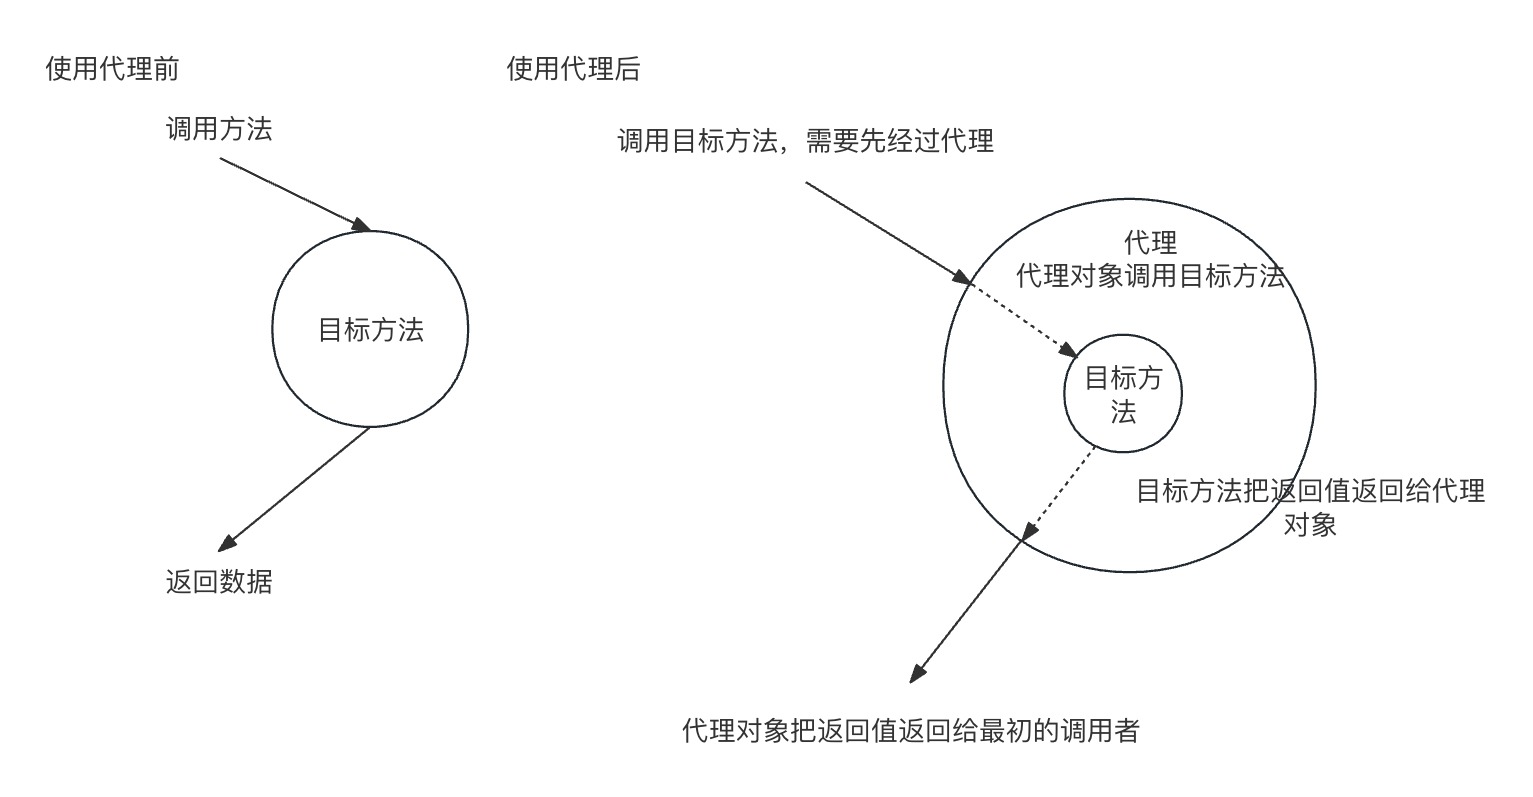 使用代理前
调用方法
目标方法
返回数据
使用代理后
调用目标方法，需要先经过代理
代理
代理对象调用目标方法
目标方
法
目标方法把返回值返回给代理
对象
代理对象把返回值返回给最初的调用者